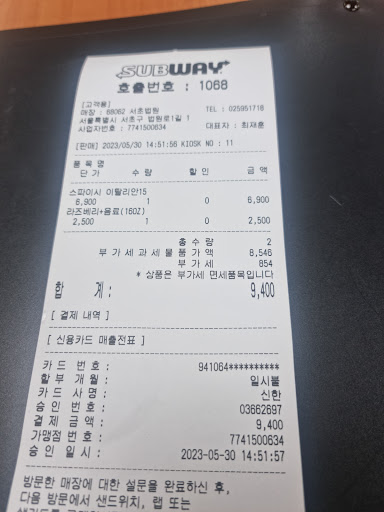 SUBWAY
호출번호 : 1068
[고객용]
매장 : 68062 서초법원 TEL : 025951718
서울특별시 서초구 법원로1길 1
사업자번호 : 7741500634 대표자 : 최재훈
[판매] 2023/05/30 14:51:56 KIOSK NO : 11
품 목 명
단 가 수 량 할 인 금 액
스파이시 이탈리안15
6,900 1 0 6,900
라즈베리+음료(16OZ)
2,500 1 0 2,500
총 수 량 2
부 가 세 과 세 물 품 가 액 8,546
부 가 세 854
* 상품은 부가세 면세품목입니다
합 계 : 9,400
[ 결제 내역 ]
[ 신용카드 매출전표 ]
카 드 번 호 : 941064**********
할 부 개 월 : 일시불
카 드 사 명 : 신한
승 인 번 호 : 03662697
결 제 금 액 : 9,400
가맹점 번 호 : 7741500634
승 인 일 시 : 2023-05-30 14:51:57
방문한 매장에 대한 설문을 완료하신 후,
다음 방문에서 샌드위치, 랩 또는